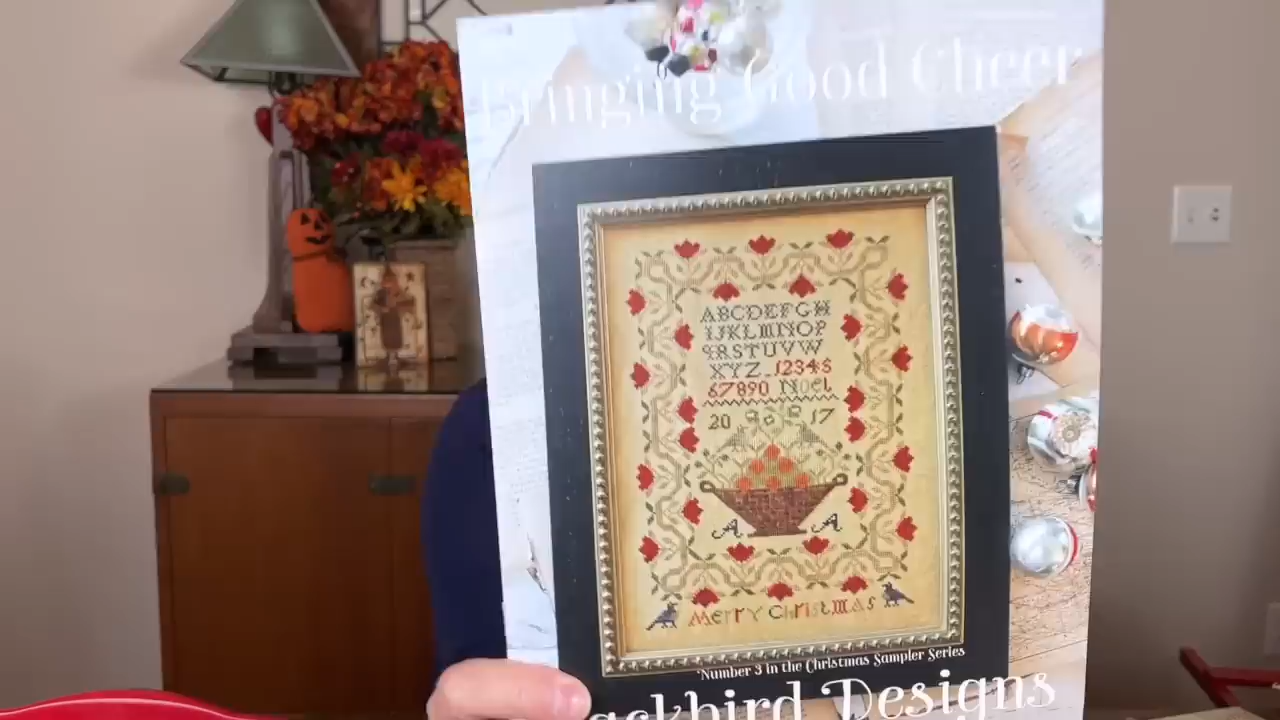 Bringing Good Cheer
ABCDEFGH
IJKLMNOP
QRSTUVW
XYZ 12345
67890 Noel
20 17
A A
Merry Christmas
Number 3 in the Christmas Sampler Series
ackbird Designs